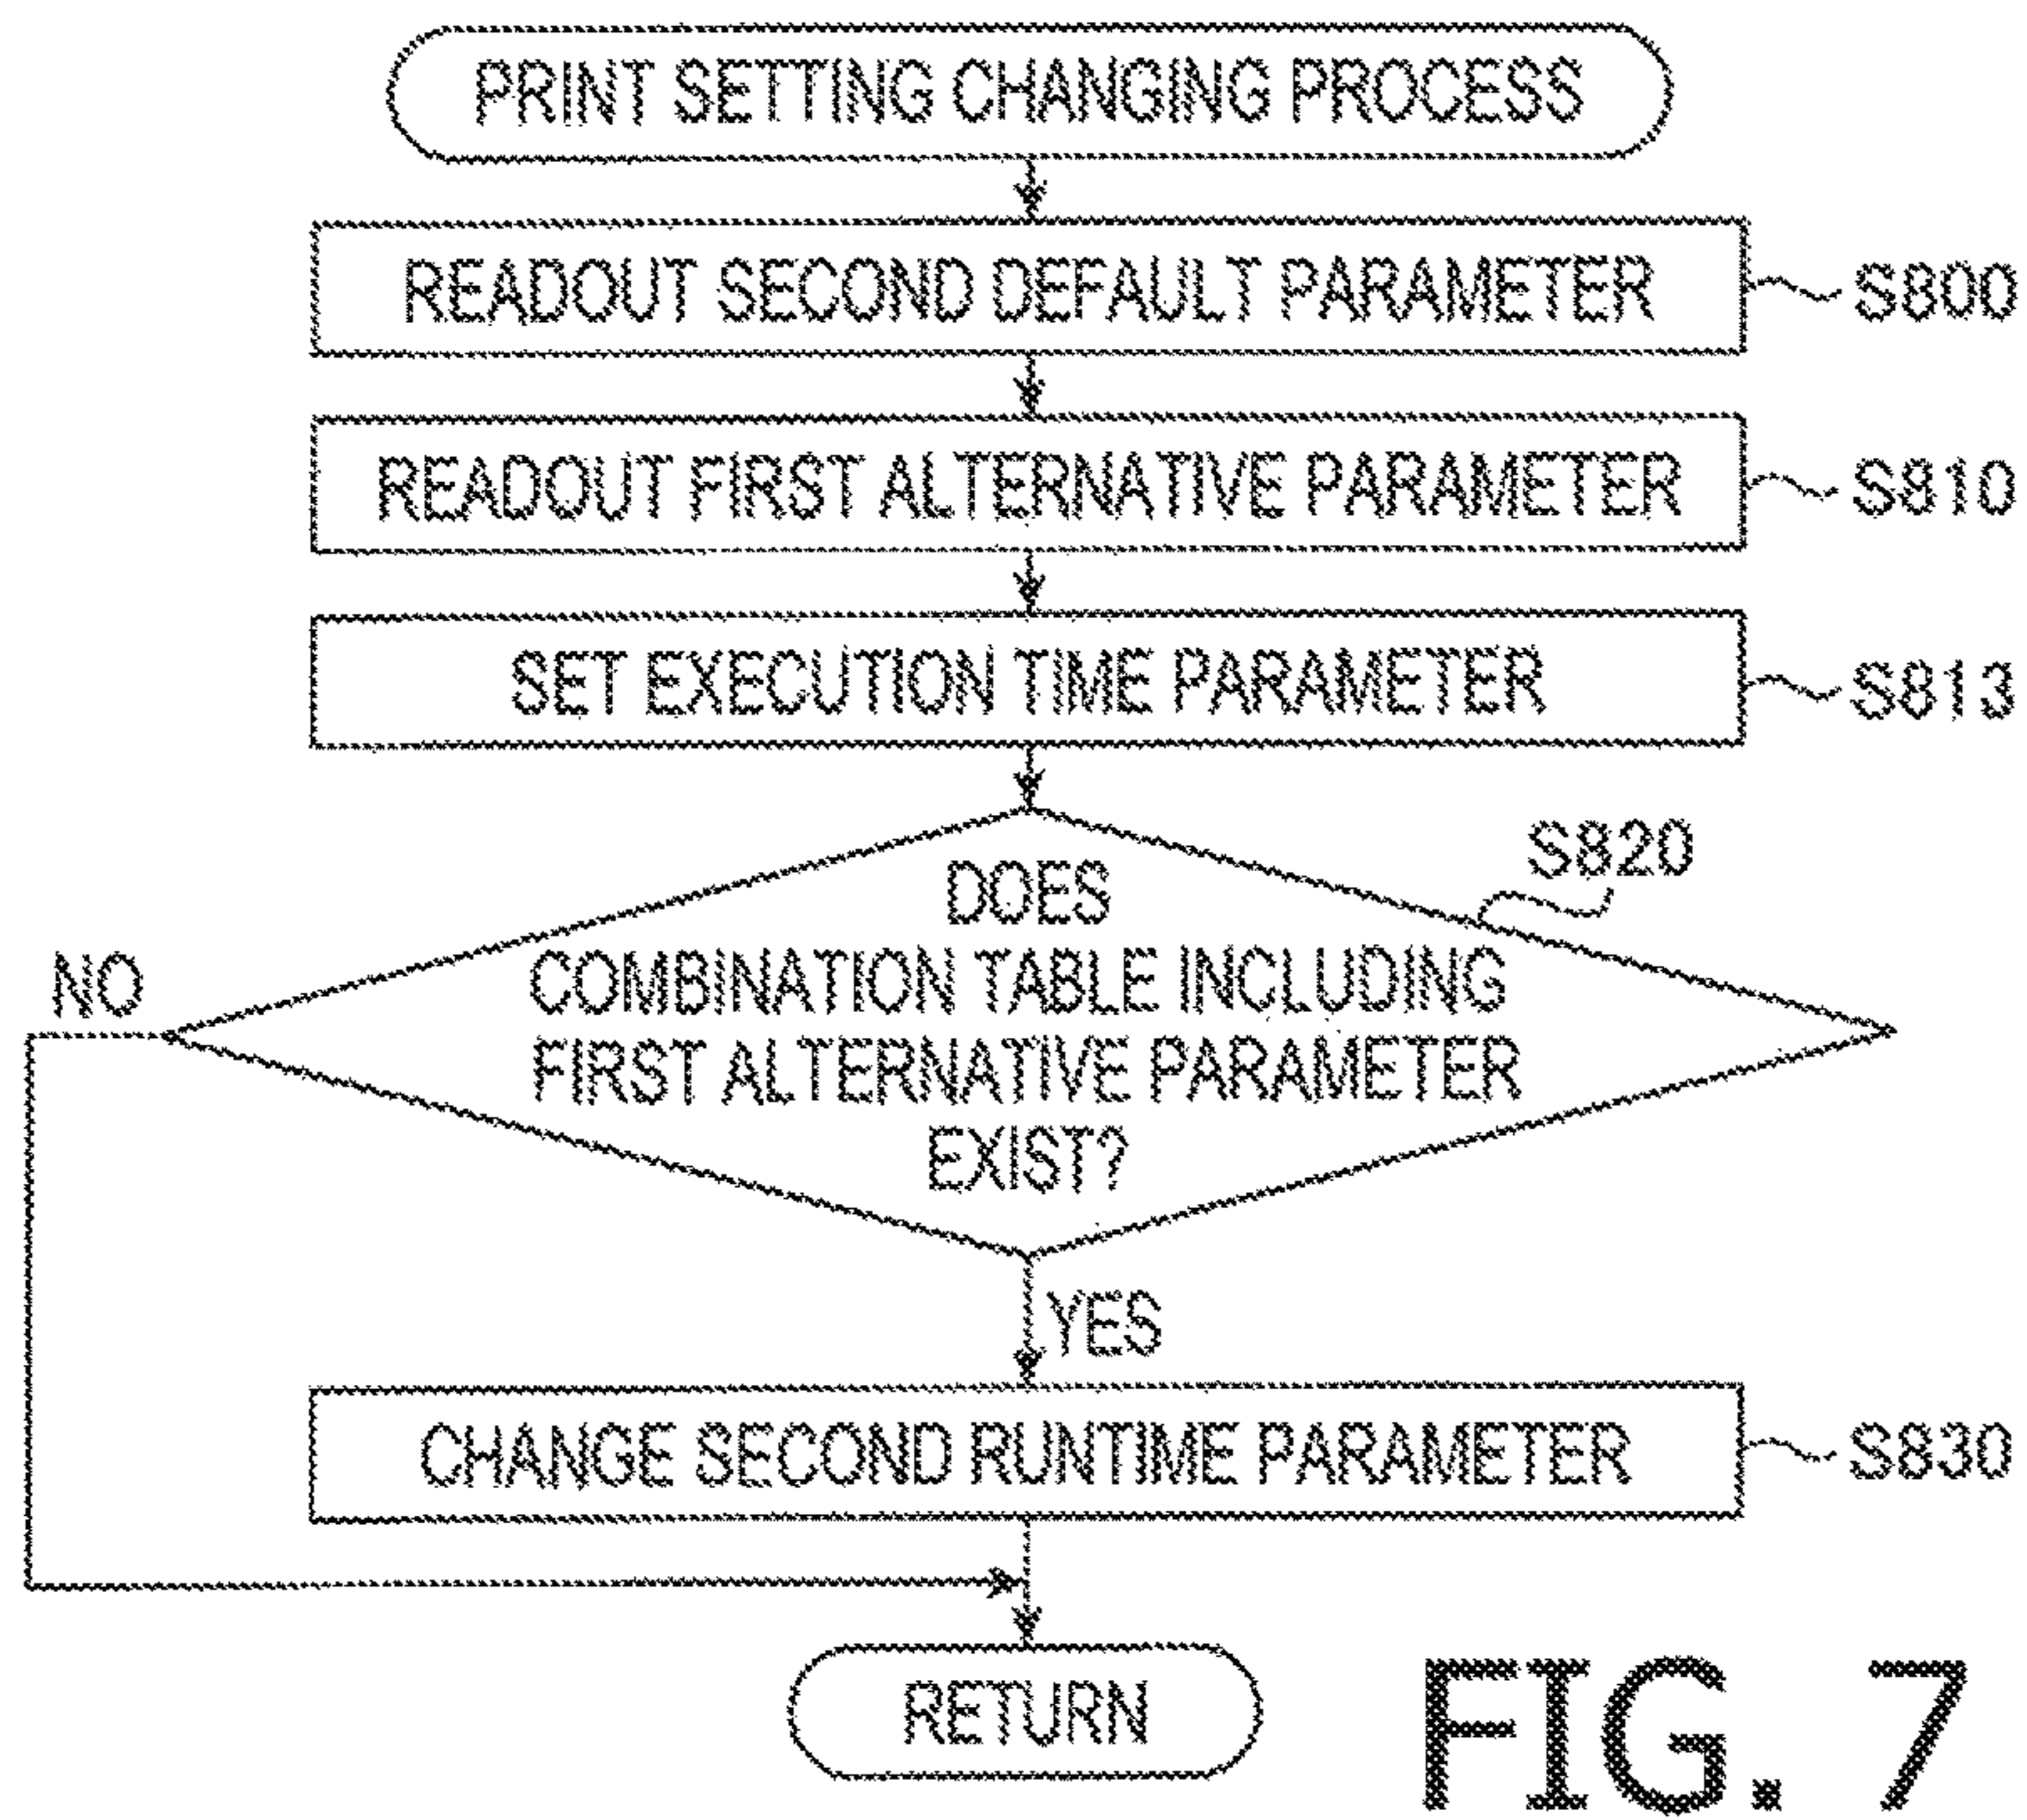 PRINT SETTING CHANGING PROCESS
READOUT SECOND DEFAULT PARAMETER
S800
READOUT FIRST ALTERNATIVE PARAMETER
S810
SET EXECUTION TIME PARAMETER
S813
S820
DOES
COMBINATION TABLE INCLUDING
FIRST ALTERNATIVE PARAMETER
EXIST?
NO
YES
CHANGE SECOND RUNTIME PARAMETER
S830
RETURN
FIG. 7